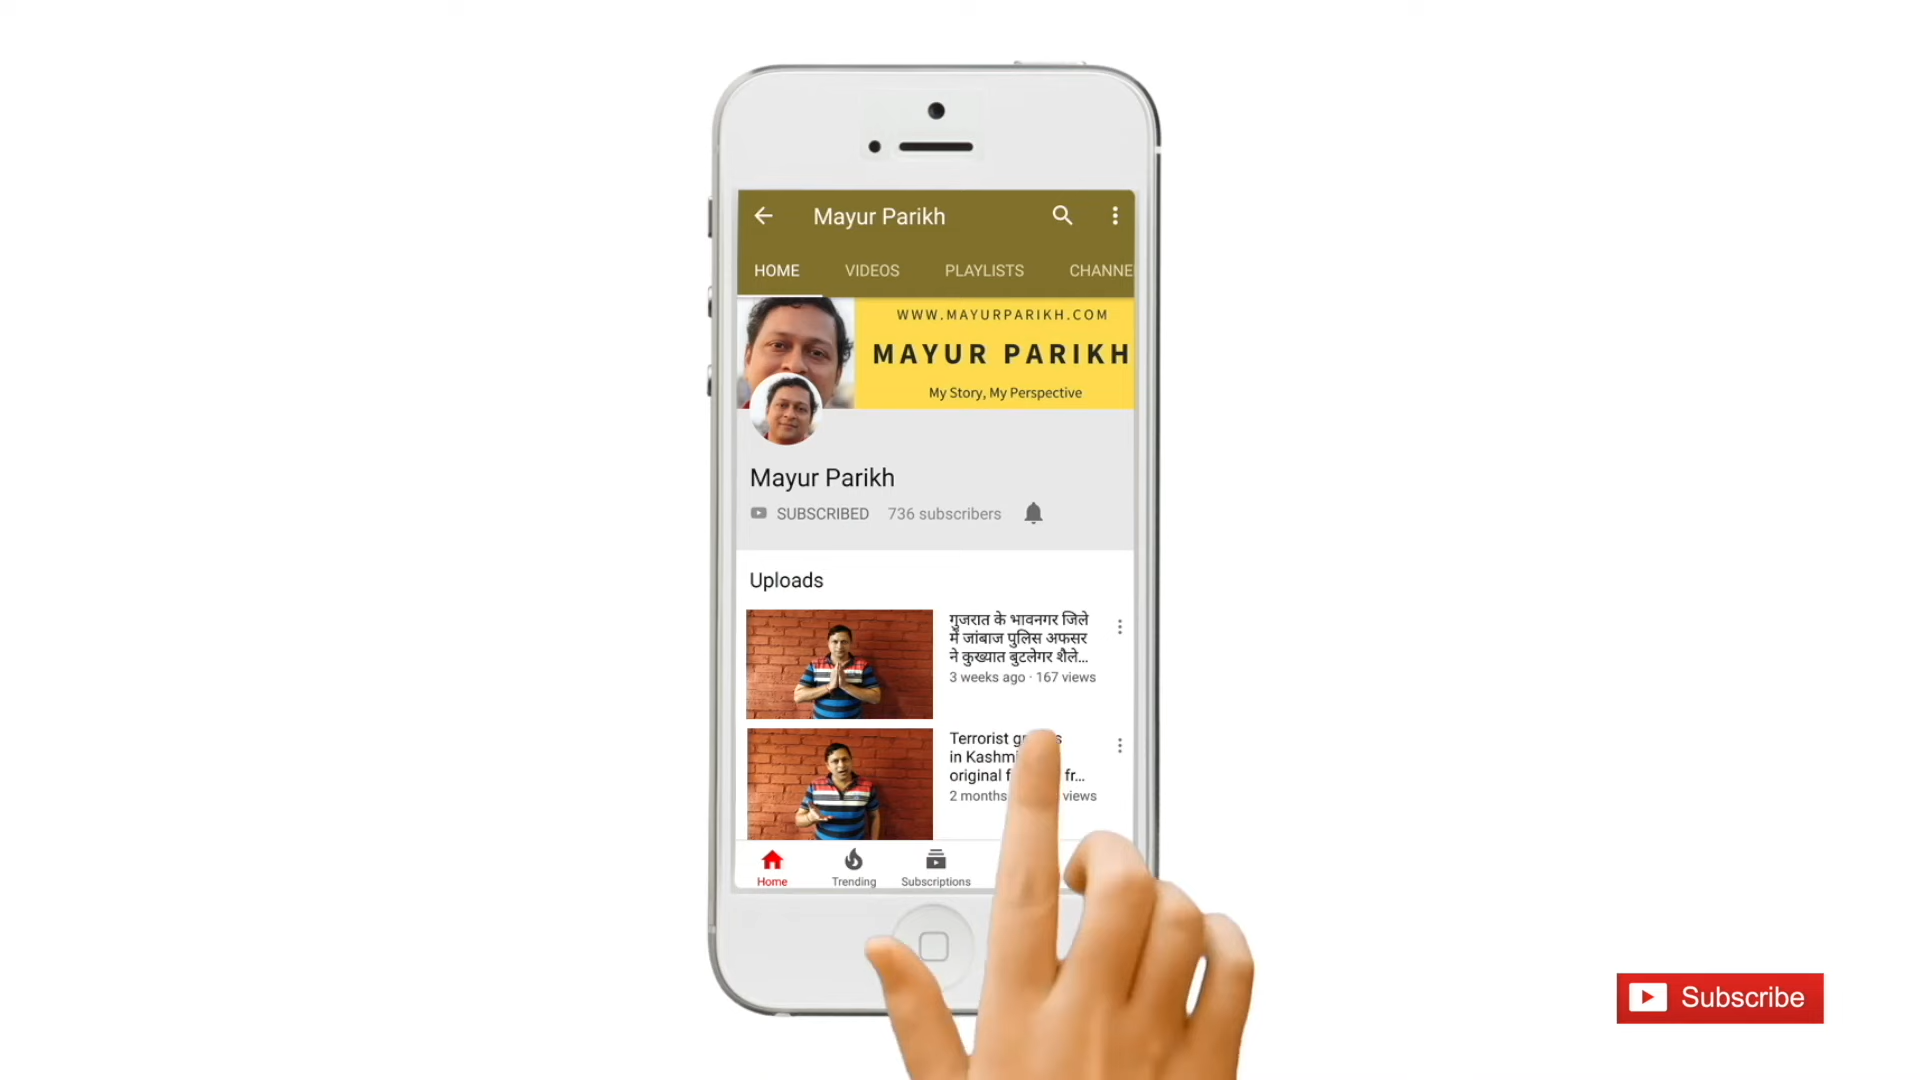 Mayur Parikh
HOME VIDEOS PLAYLISTS CHANNE
WWW.MAYURPARIKH.COM
MAYUR PARIKH
My Story, My Perspective
Mayur Parikh
SUBSCRIBED 736 subscribers
Uploads
गुजरात के भावनगर जिले
में जांबाज पुलिस अफसर
ने कुख्यात बुटलेगर शैले...
3 weeks ago · 167 views
Terrorist
in Kashmi
original fr...
2 months views
Home Trending Subscriptions
Subscribe